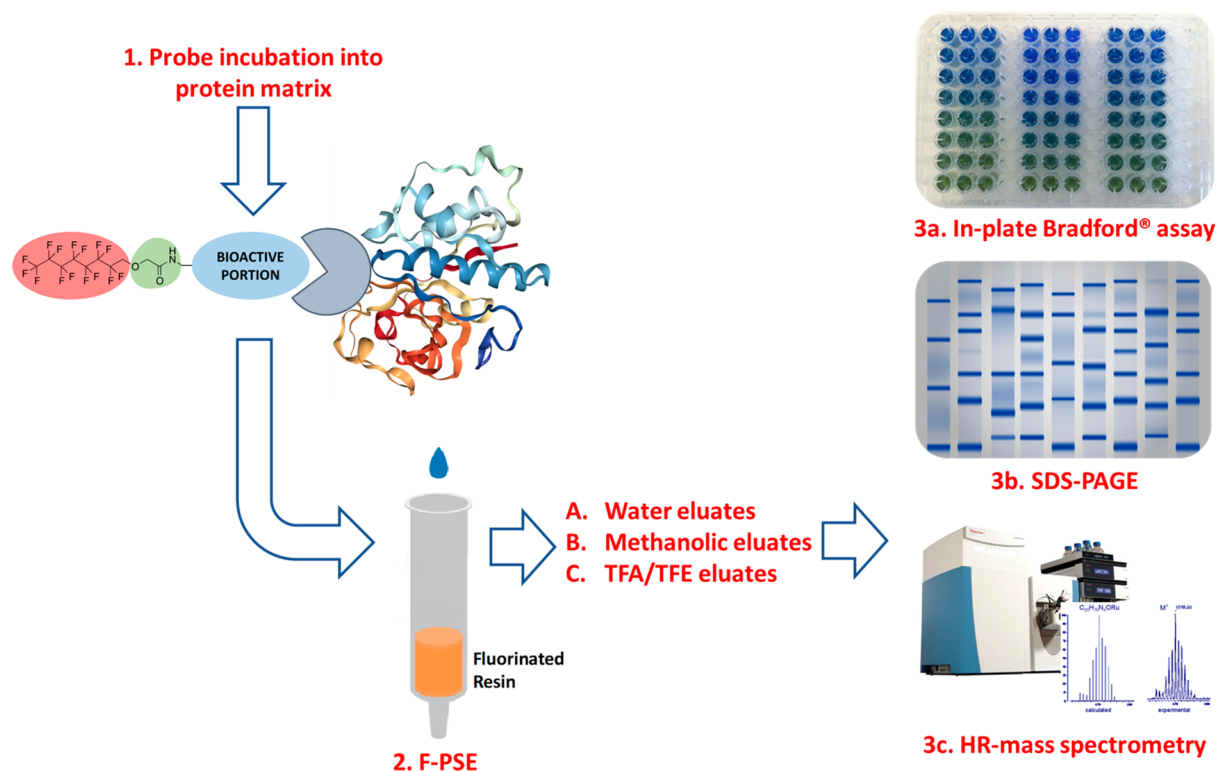 1. Probe incubation into
protein matrix
F F F F F F F
F F F F F F F F
O
O
H
N
BIOACTIVE
PORTION
2. F-PSE
Fluorinated
Resin
A. Water eluates
B. Methanolic eluates
C. TFA/TFE eluates
3a. In-plate Bradford® assay
3b. SDS-PAGE
calculated
experimental
3c. HR-mass spectrometry